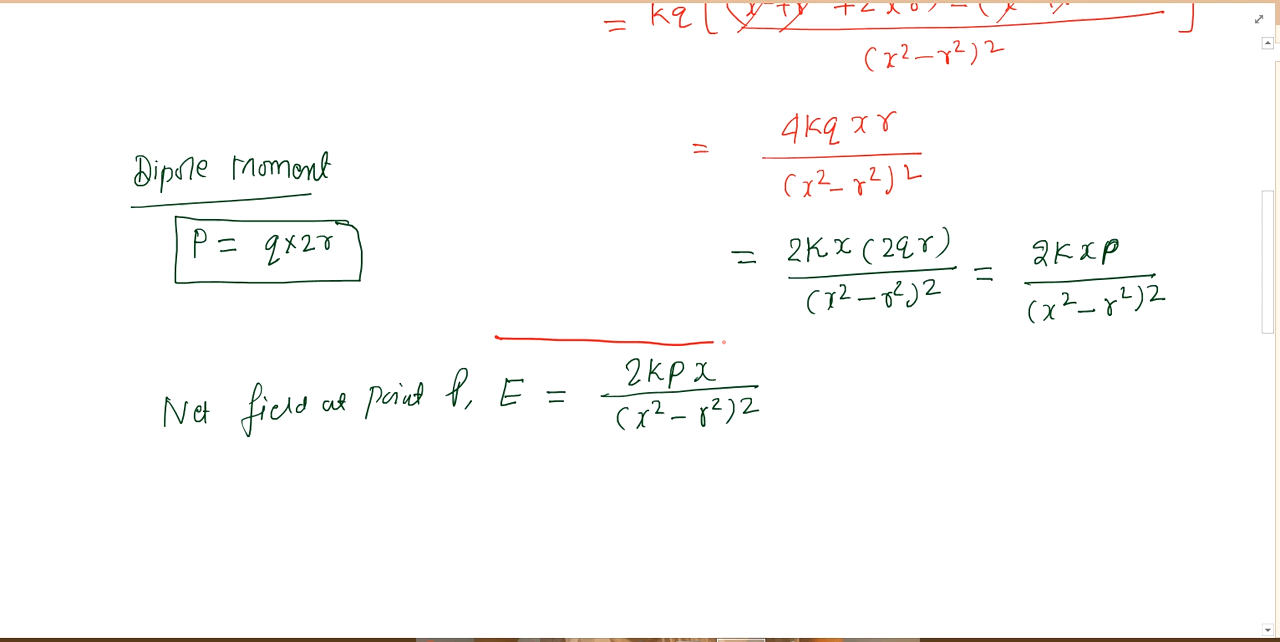 = kq [ (x²+r²+2xr) - (x² ] / (x²-r²)²
= 4kqxr / (x²-r²)²
Dipole Moment
P = q×2r
= 2kx(2qr) / (x²-r²)² = 2kxP / (x²-r²)²
Net field at point P, E = 2kpx / (x²-r²)²